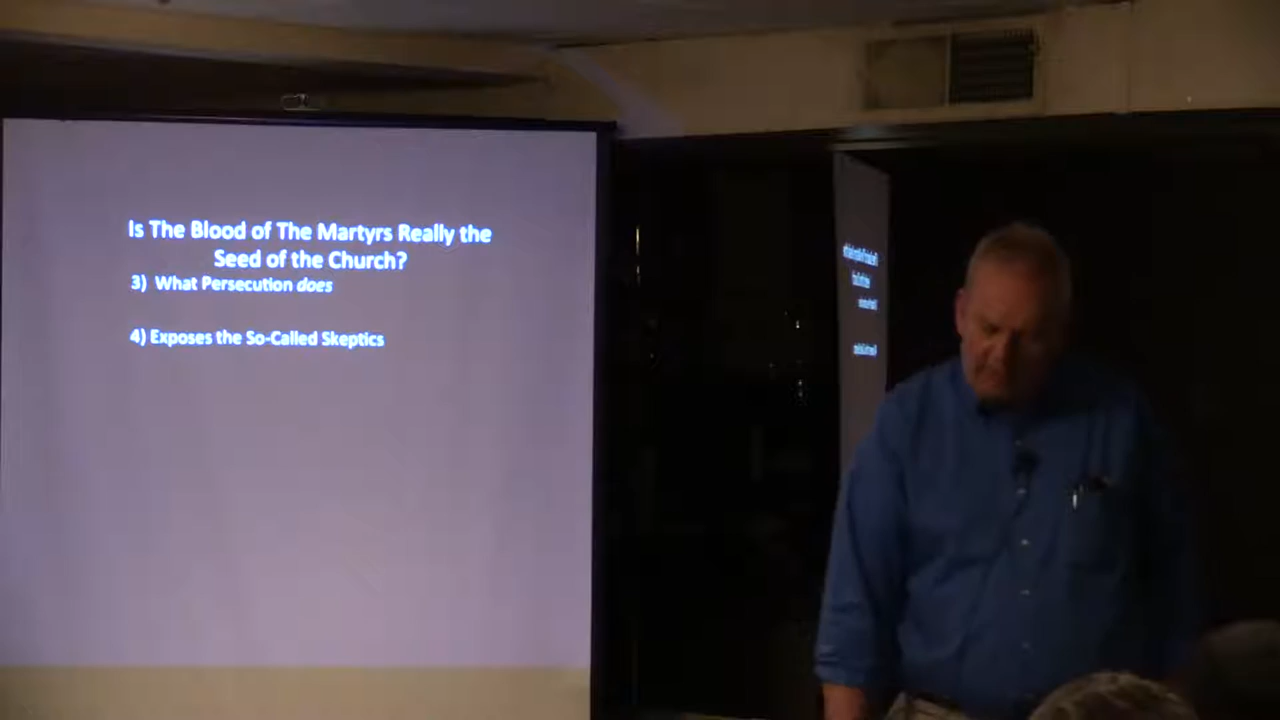 Is The Blood of The Martyrs Really the
Seed of the Church?
3) What Persecution does
4) Exposes the So-Called Skeptics